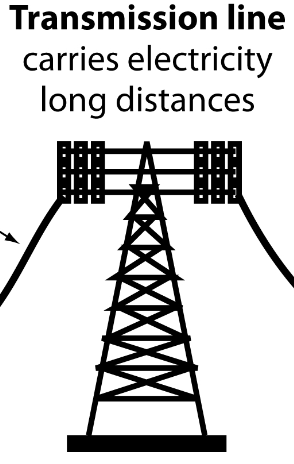 Transmission line
carries electricity
long distances